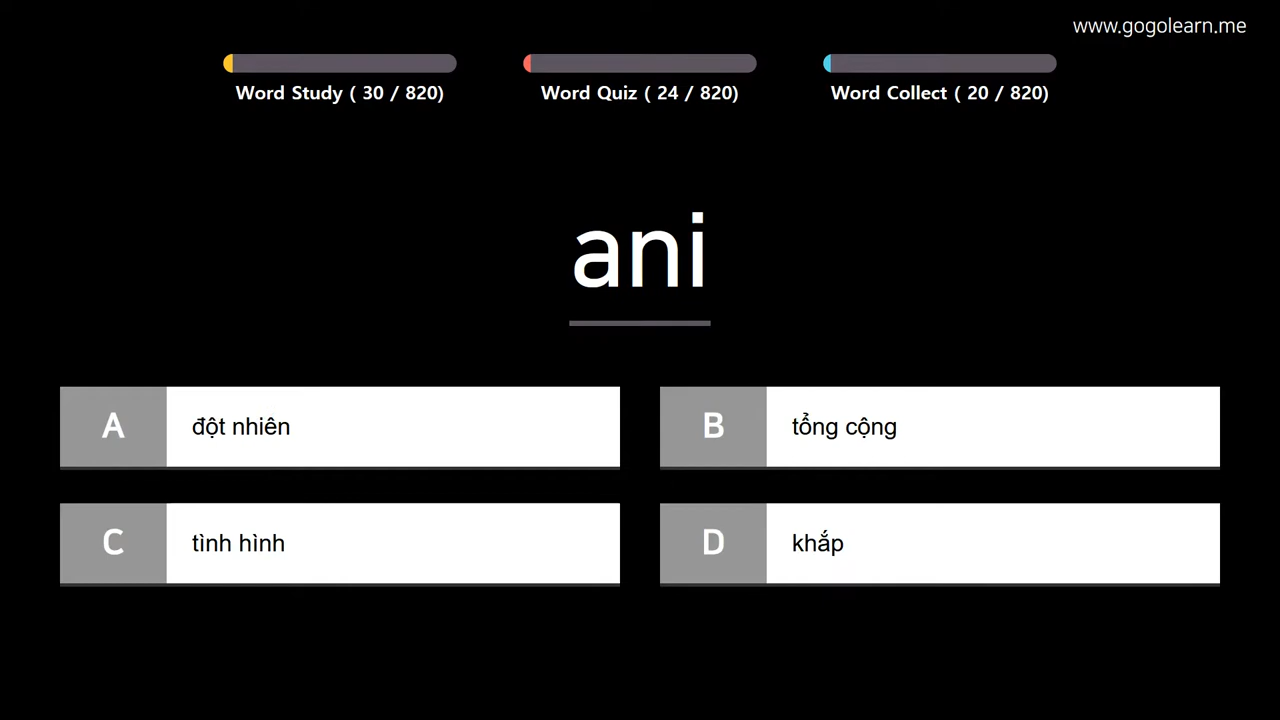 www.gogolearn.me
Word Study ( 30 / 820)
Word Quiz ( 24 / 820)
Word Collect ( 20 / 820)
ani
A
đột nhiên
B
tổng cộng
C
tình hình
D
khắp